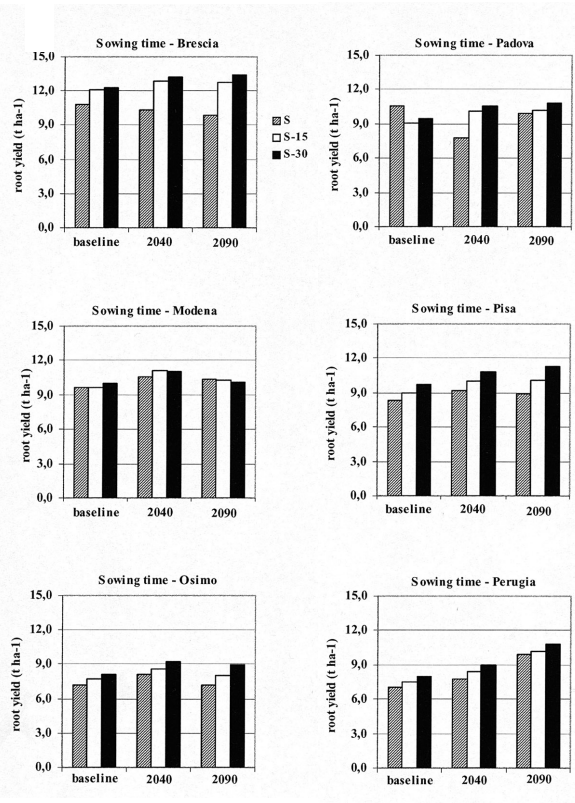 Sowing time - Brescia
15,0
12,0
9,0
6,0
3,0
0,0
root yield (t ha-1)
baseline 2040 2090
S
S-15
S-30
Sowing time - Padova
15,0
12,0
9,0
6,0
3,0
0,0
root yield (t ha-1)
baseline 2040 2090
Sowing time - Modena
15,0
12,0
9,0
6,0
3,0
0,0
root yield (t ha-1)
baseline 2040 2090
Sowing time - Pisa
15,0
12,0
9,0
6,0
3,0
0,0
root yield (t ha-1)
baseline 2040 2090
Sowing time - Osimo
15,0
12,0
9,0
6,0
3,0
0,0
root yield (t ha-1)
baseline 2040 2090
Sowing time - Perugia
15,0
12,0
9,0
6,0
3,0
0,0
root yield (t ha-1)
baseline 2040 2090